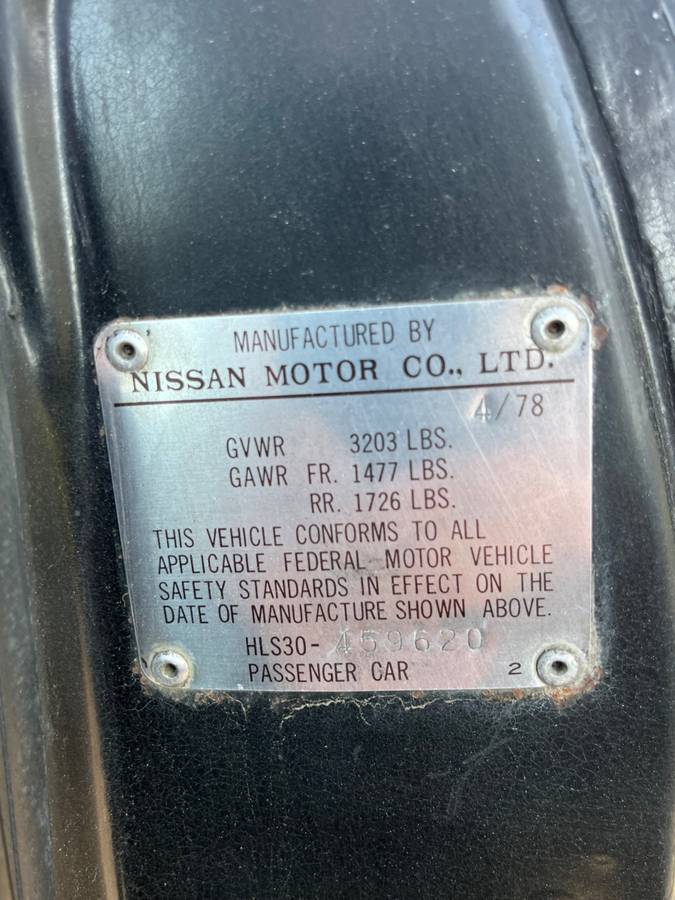 MANUFACTURED BY
NISSAN MOTOR CO., LTD.
4/78
GVWR 3203 LBS.
GAWR FR. 1477 LBS.
RR. 1726 LBS.
THIS VEHICLE CONFORMS TO ALL
APPLICABLE FEDERAL MOTOR VEHICLE
SAFETY STANDARDS IN EFFECT ON THE
DATE OF MANUFACTURE SHOWN ABOVE.
HLS30-459620
PASSENGER CAR 2